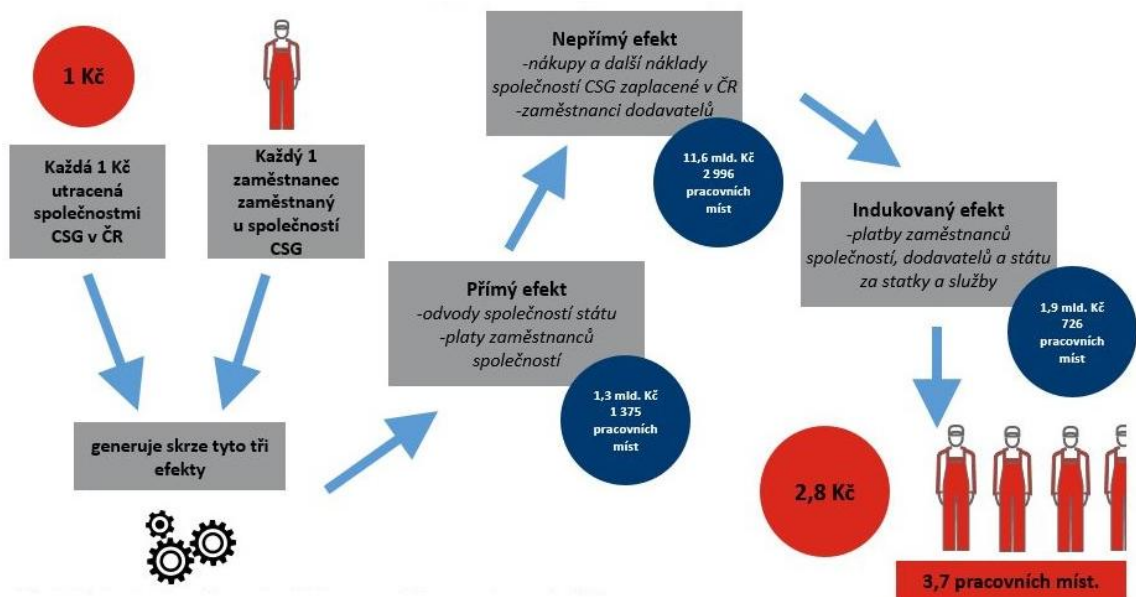 1 Kč
Každá 1 Kč
utracená
společnostmi
CSG v ČR
Každý 1
zaměstnanec
zaměstnaný
u společností
CSG
generuje skrze tyto tři
efekty
Přímý efekt
-odvody společností státu
-platy zaměstnanců
společností
1,3 mld. Kč
1 375
pracovních
míst
Nepřímý efekt
-nákupy a další náklady
společností CSG zaplacené v ČR
-zaměstnanci dodavatelů
11,6 mld. Kč
2 996
pracovních
míst
Indukovaný efekt
-platby zaměstnanců
společností, dodavatelů a státu
za statky a služby
1,9 mld. Kč
726
pracovních
míst
2,8 Kč
3,7 pracovních míst.